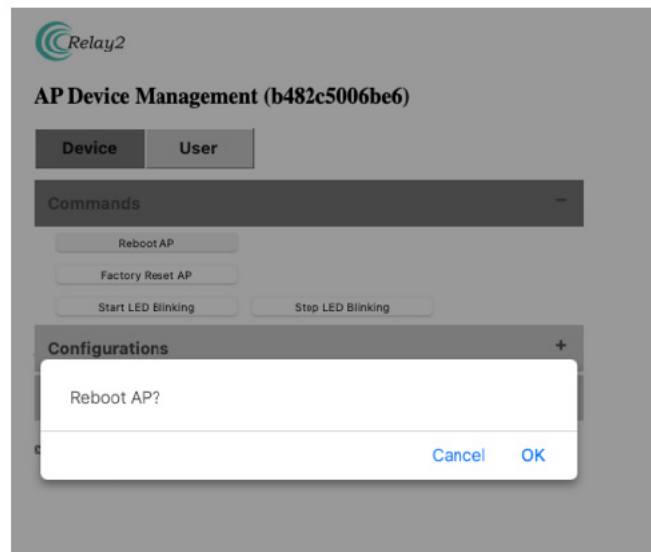 Relay2
AP Device Management (b482c5006be6)
Device User
Commands −
Reboot AP
Factory Reset AP
Start LED Blinking Stop LED Blinking
Configurations +
Reboot AP?
Cancel OK